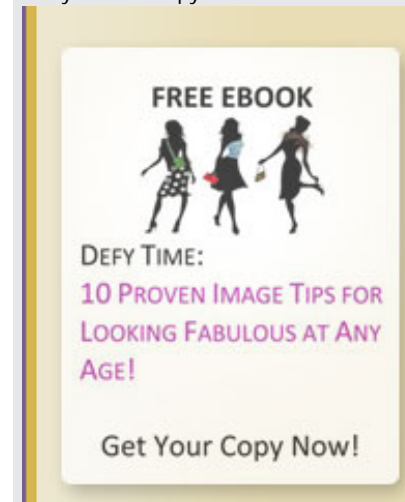 FREE EBOOK
DEFY TIME:
10 PROVEN IMAGE TIPS FOR
LOOKING FABULOUS AT ANY
AGE!
Get Your Copy Now!